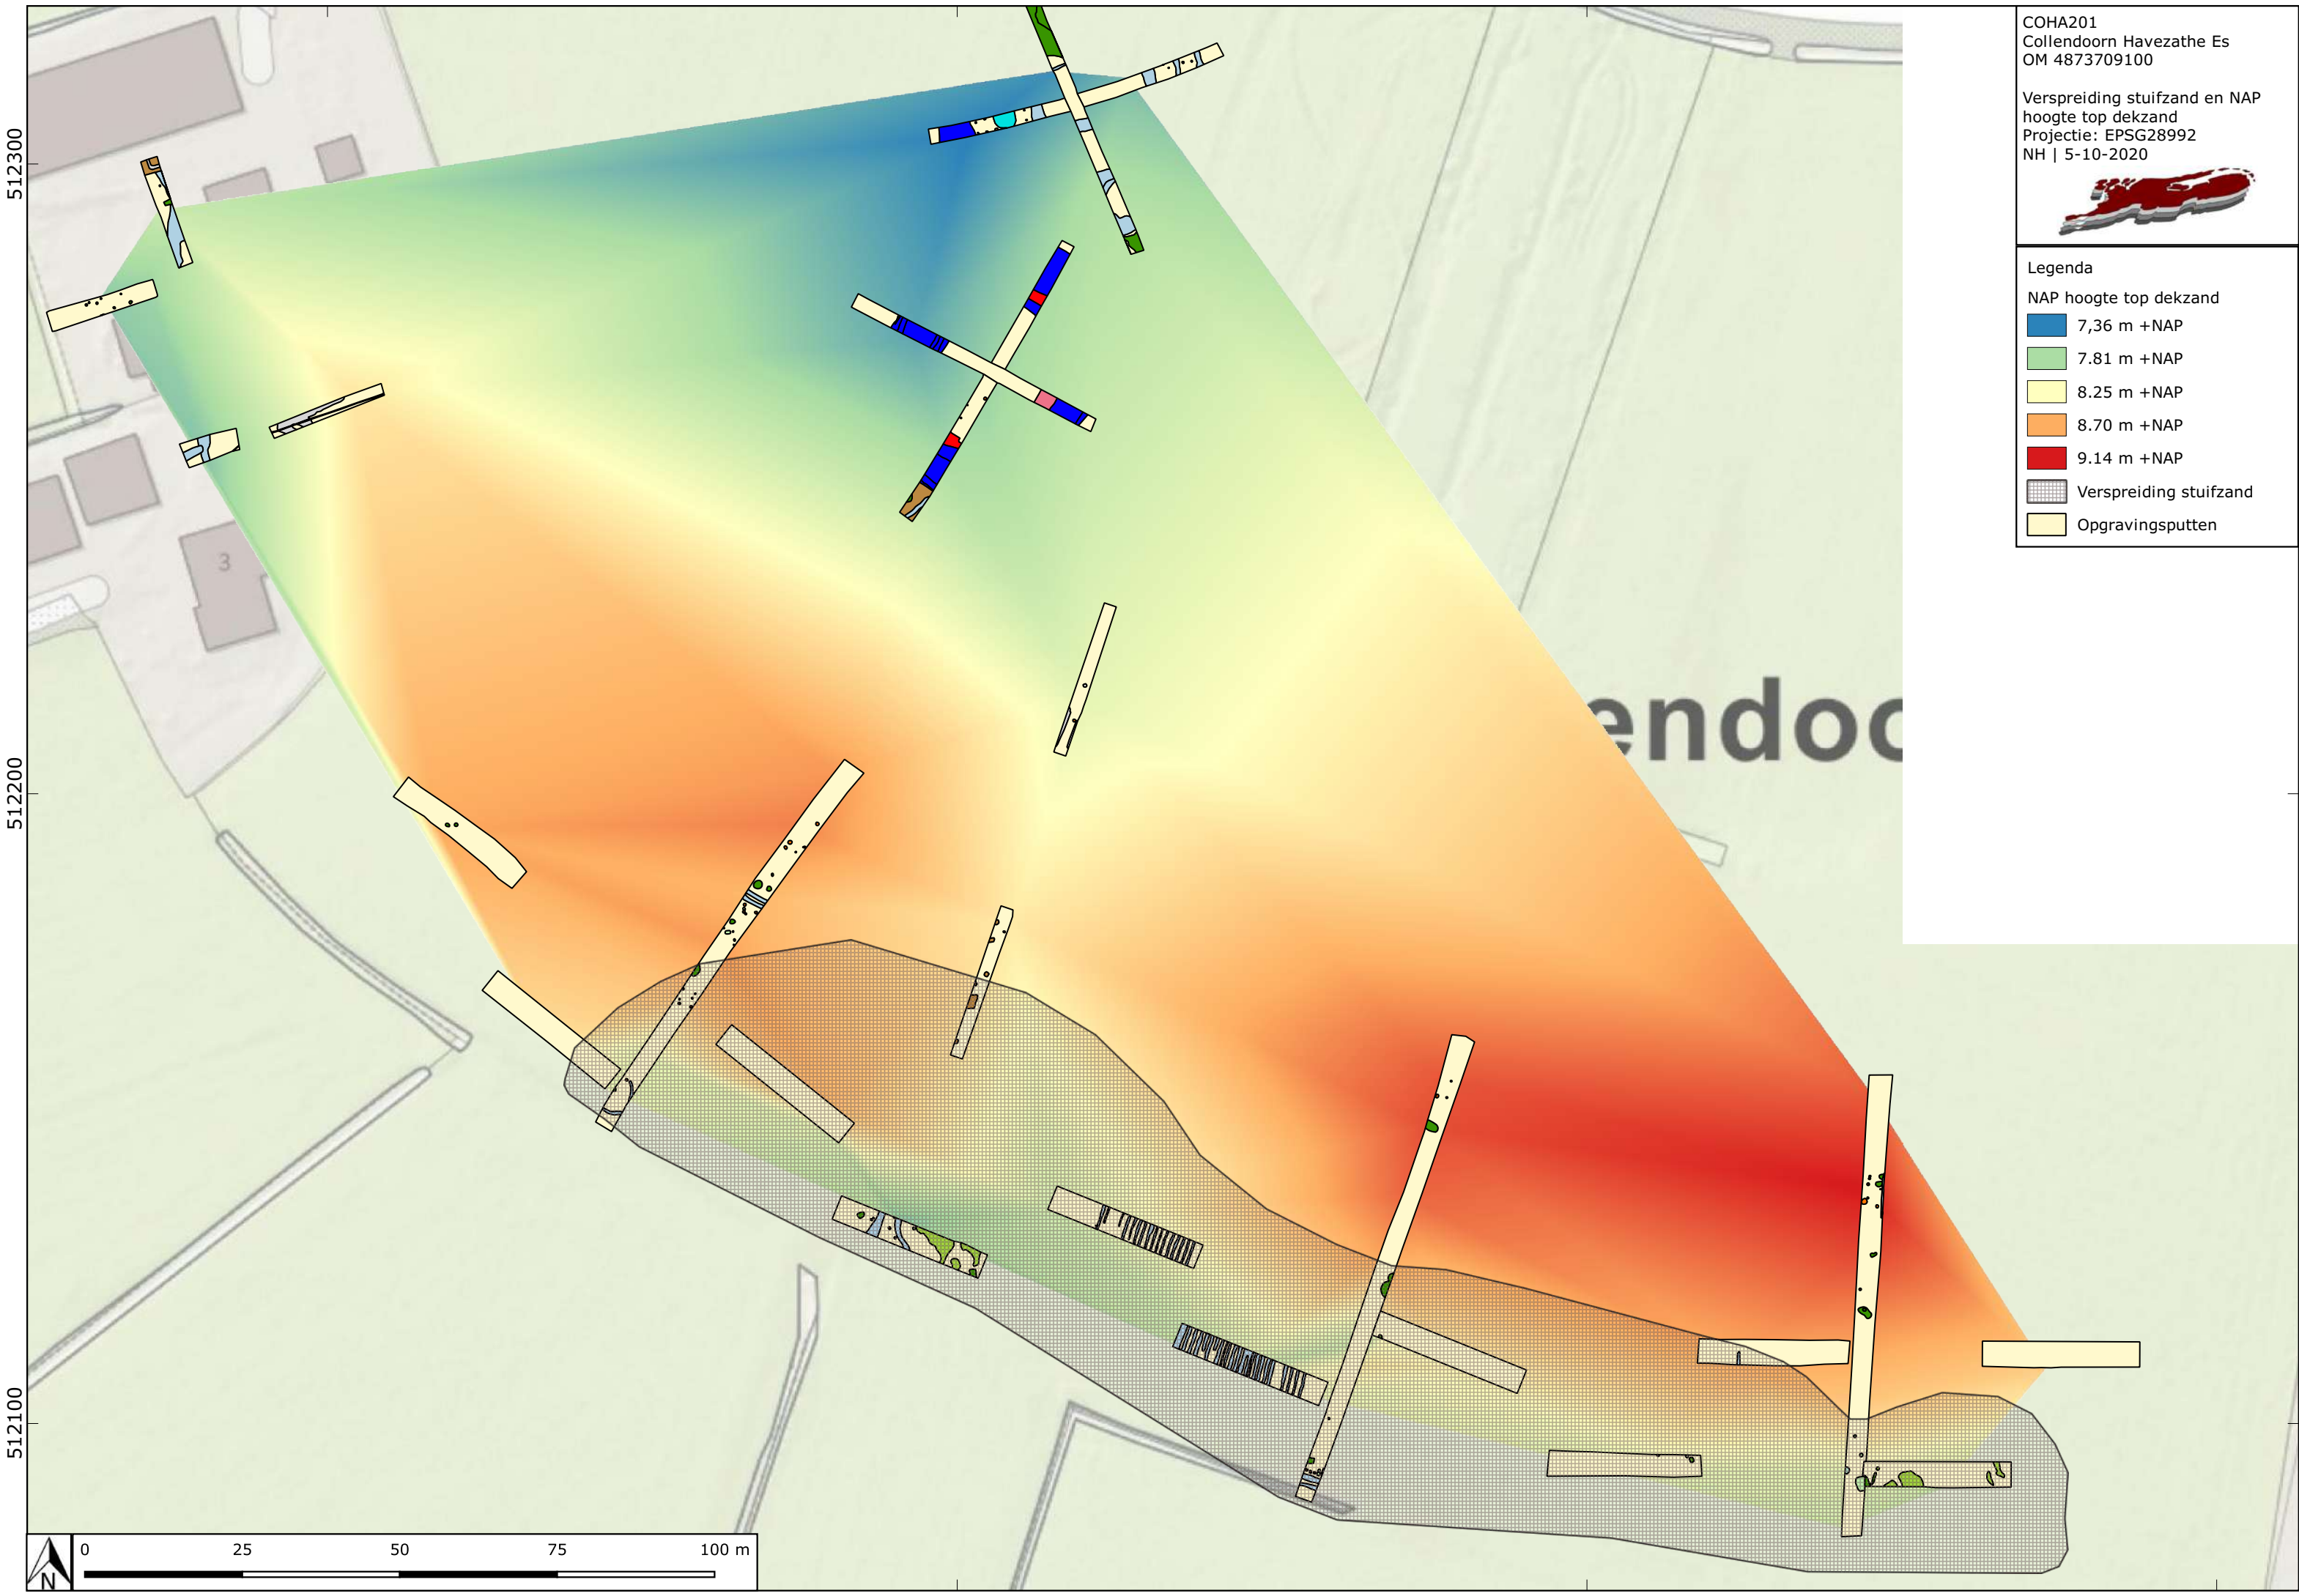 COHA201
Collendoorn Havezathe Es
OM 4873709100
Verspreiding stuifzand en NAP
hoogte top dekzand
Projectie: EPSG28992
NH | 5-10-2020
Legenda
NAP hoogte top dekzand
7,36 m +NAP
7.81 m +NAP
8.25 m +NAP
8.70 m +NAP
9.14 m +NAP
Verspreiding stuifzand
Opgravingsputten
512300
512200
512100
3
endoo
0 25 50 75 100 m
N